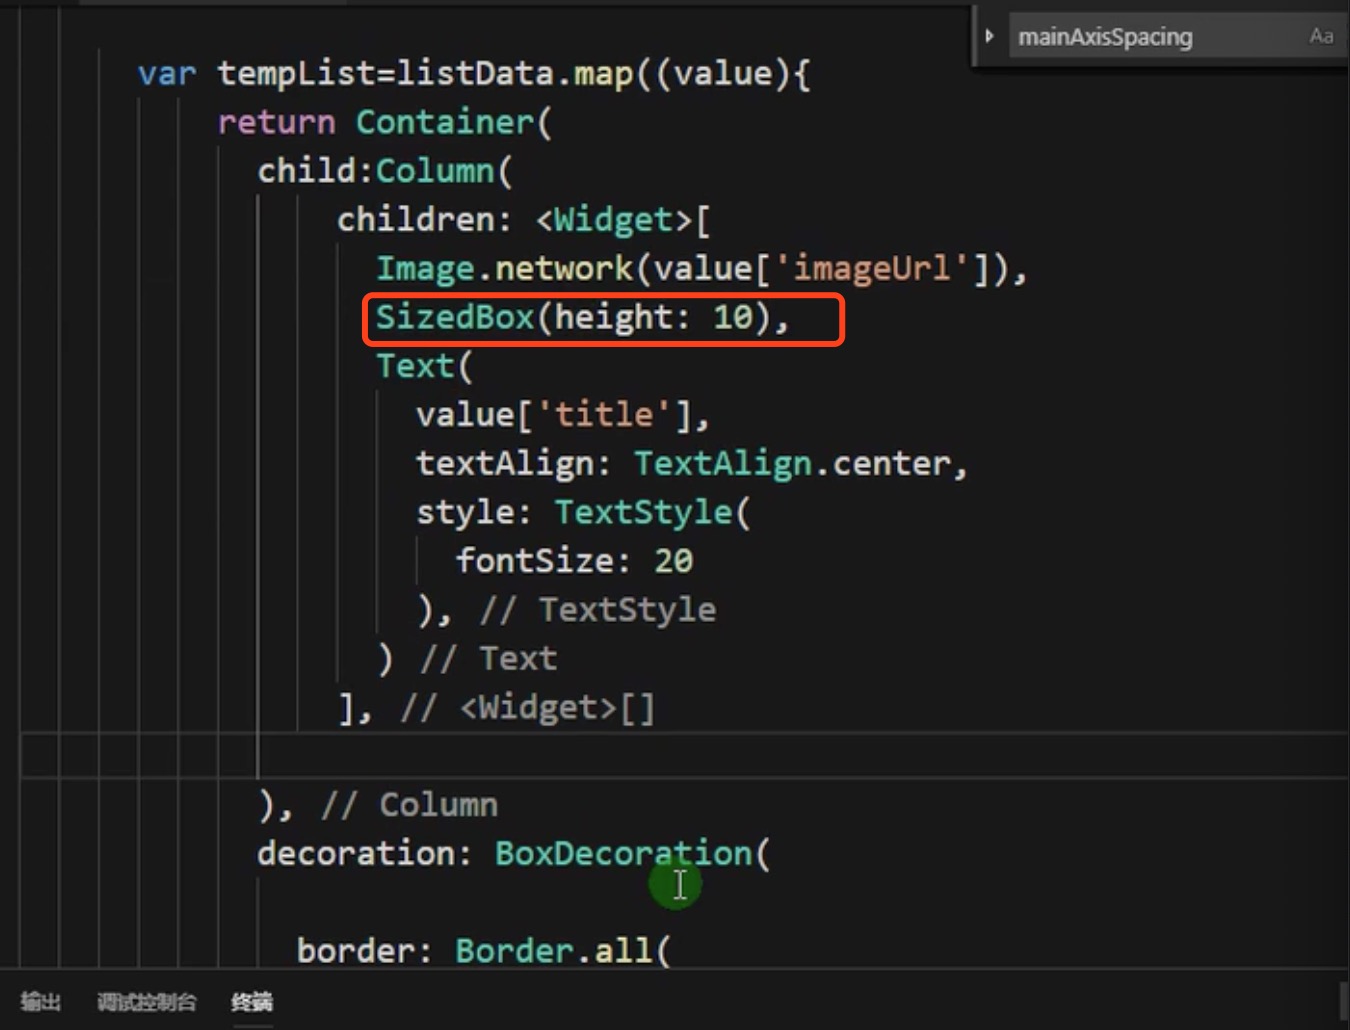 mainAxisSpacing Aa
var tempList=listData.map((value){
return Container(
child:Column(
children: <Widget>[
Image.network(value['imageUrl']),
SizedBox(height: 10),
Text(
value['title'],
textAlign: TextAlign.center,
style: TextStyle(
fontSize: 20
), // TextStyle
) // Text
], // <Widget>[]
), // Column
decoration: BoxDecoration(
border: Border.all(
输出 调试控制台 终端